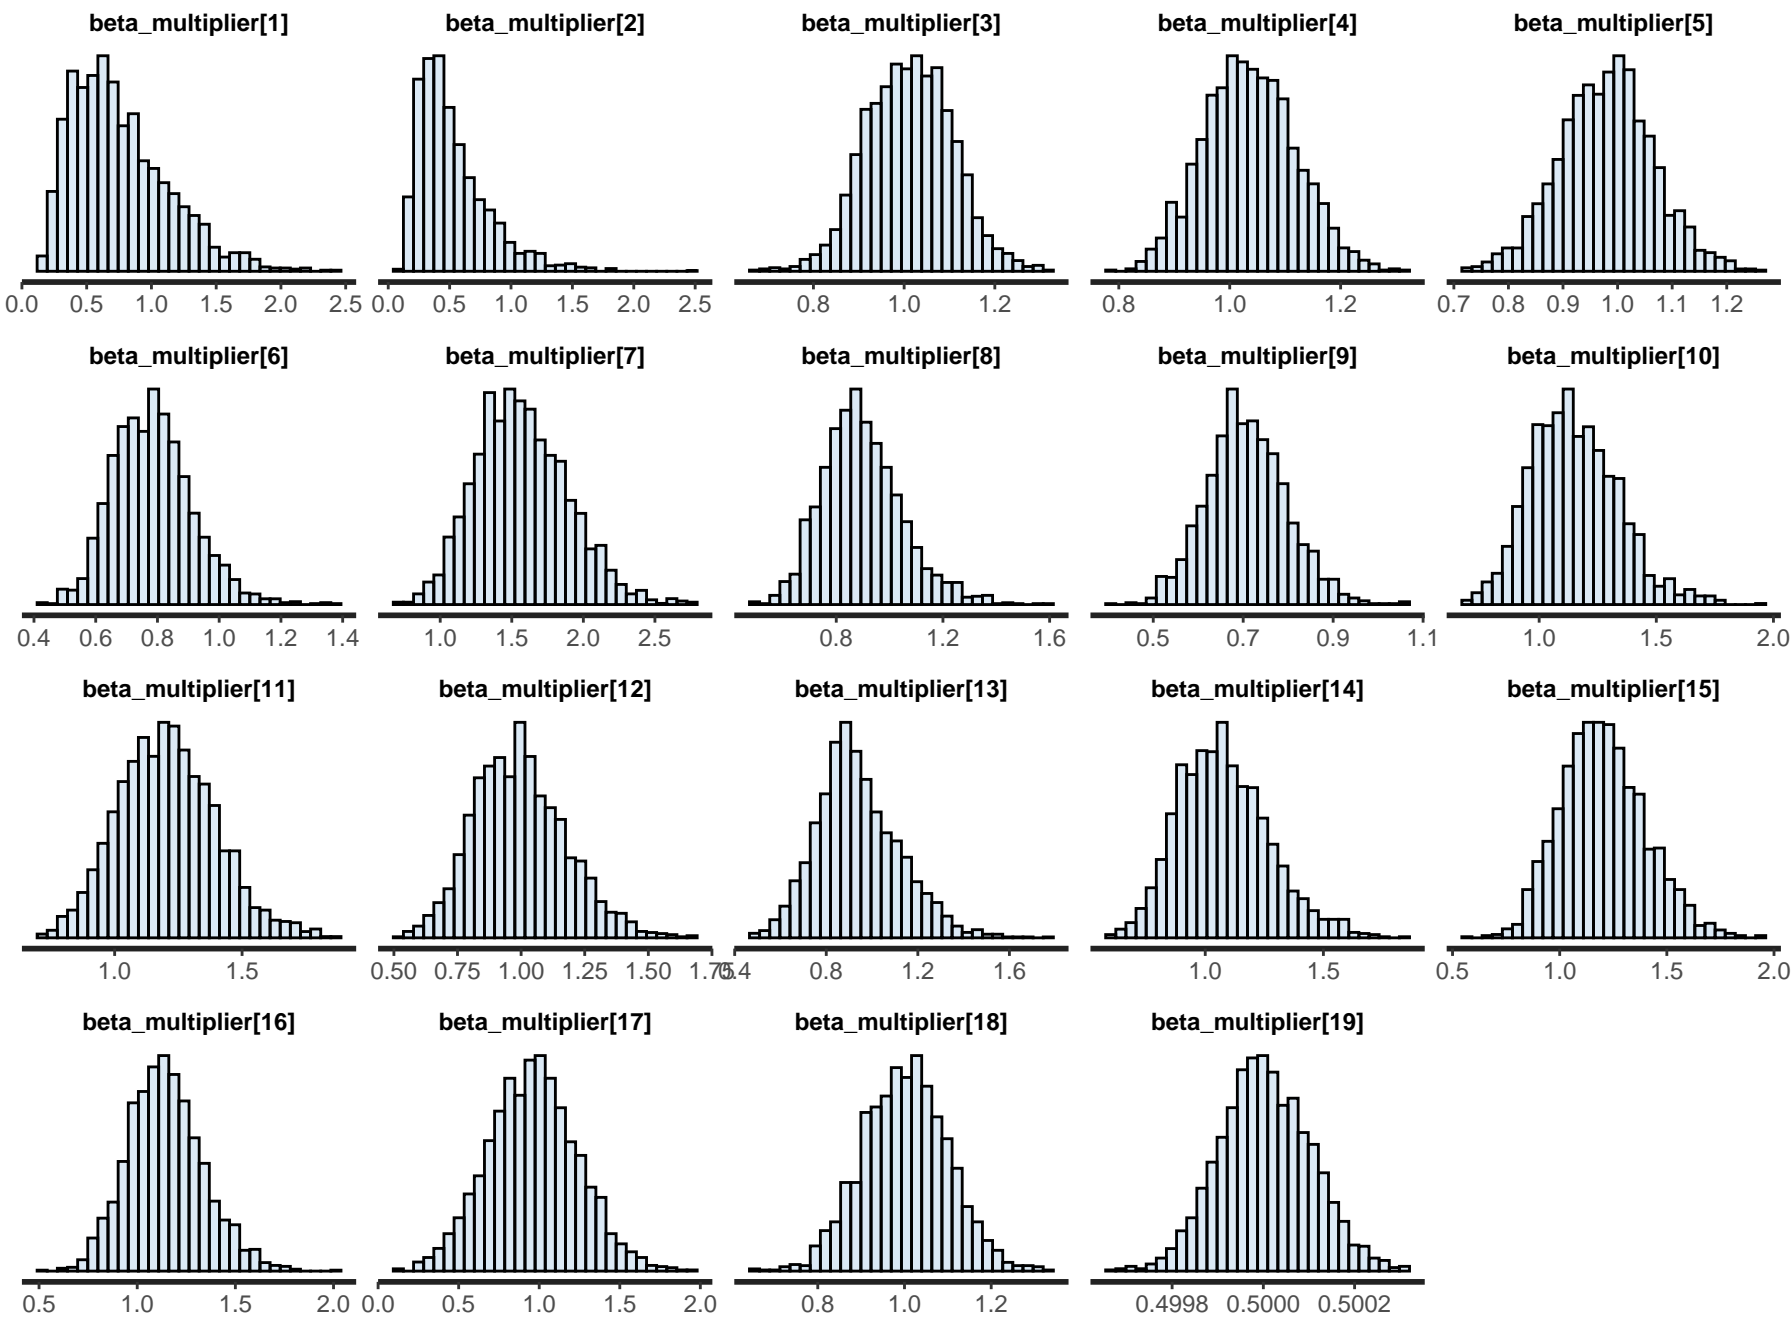 beta_multiplier[1] beta_multiplier[2] beta_multiplier[3] beta_multiplier[4] beta_multiplier[5]
0.0 0.5 1.0 1.5 2.0 2.5 0.0 0.5 1.0 1.5 2.0 2.5 0.8 1.0 1.2 0.8 1.0 1.2 0.7 0.8 0.9 1.0 1.1 1.2
beta_multiplier[6] beta_multiplier[7] beta_multiplier[8] beta_multiplier[9] beta_multiplier[10]
0.4 0.6 0.8 1.0 1.2 1.4 1.0 1.5 2.0 2.5 0.8 1.2 1.6 0.5 0.7 0.9 1.1 1.0 1.5 2.0
beta_multiplier[11] beta_multiplier[12] beta_multiplier[13] beta_multiplier[14] beta_multiplier[15]
1.0 1.5 0.50 0.75 1.00 1.25 1.50 1.75 0.4 0.8 1.2 1.6 1.0 1.5 0.5 1.0 1.5 2.0
beta_multiplier[16] beta_multiplier[17] beta_multiplier[18] beta_multiplier[19]
0.5 1.0 1.5 2.0 0.0 0.5 1.0 1.5 2.0 0.8 1.0 1.2 0.4998 0.5000 0.5002